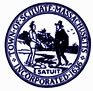 TOWN OF SCITUATE MASSACHUSETTS
SATUIT
INCORPORATED 1636